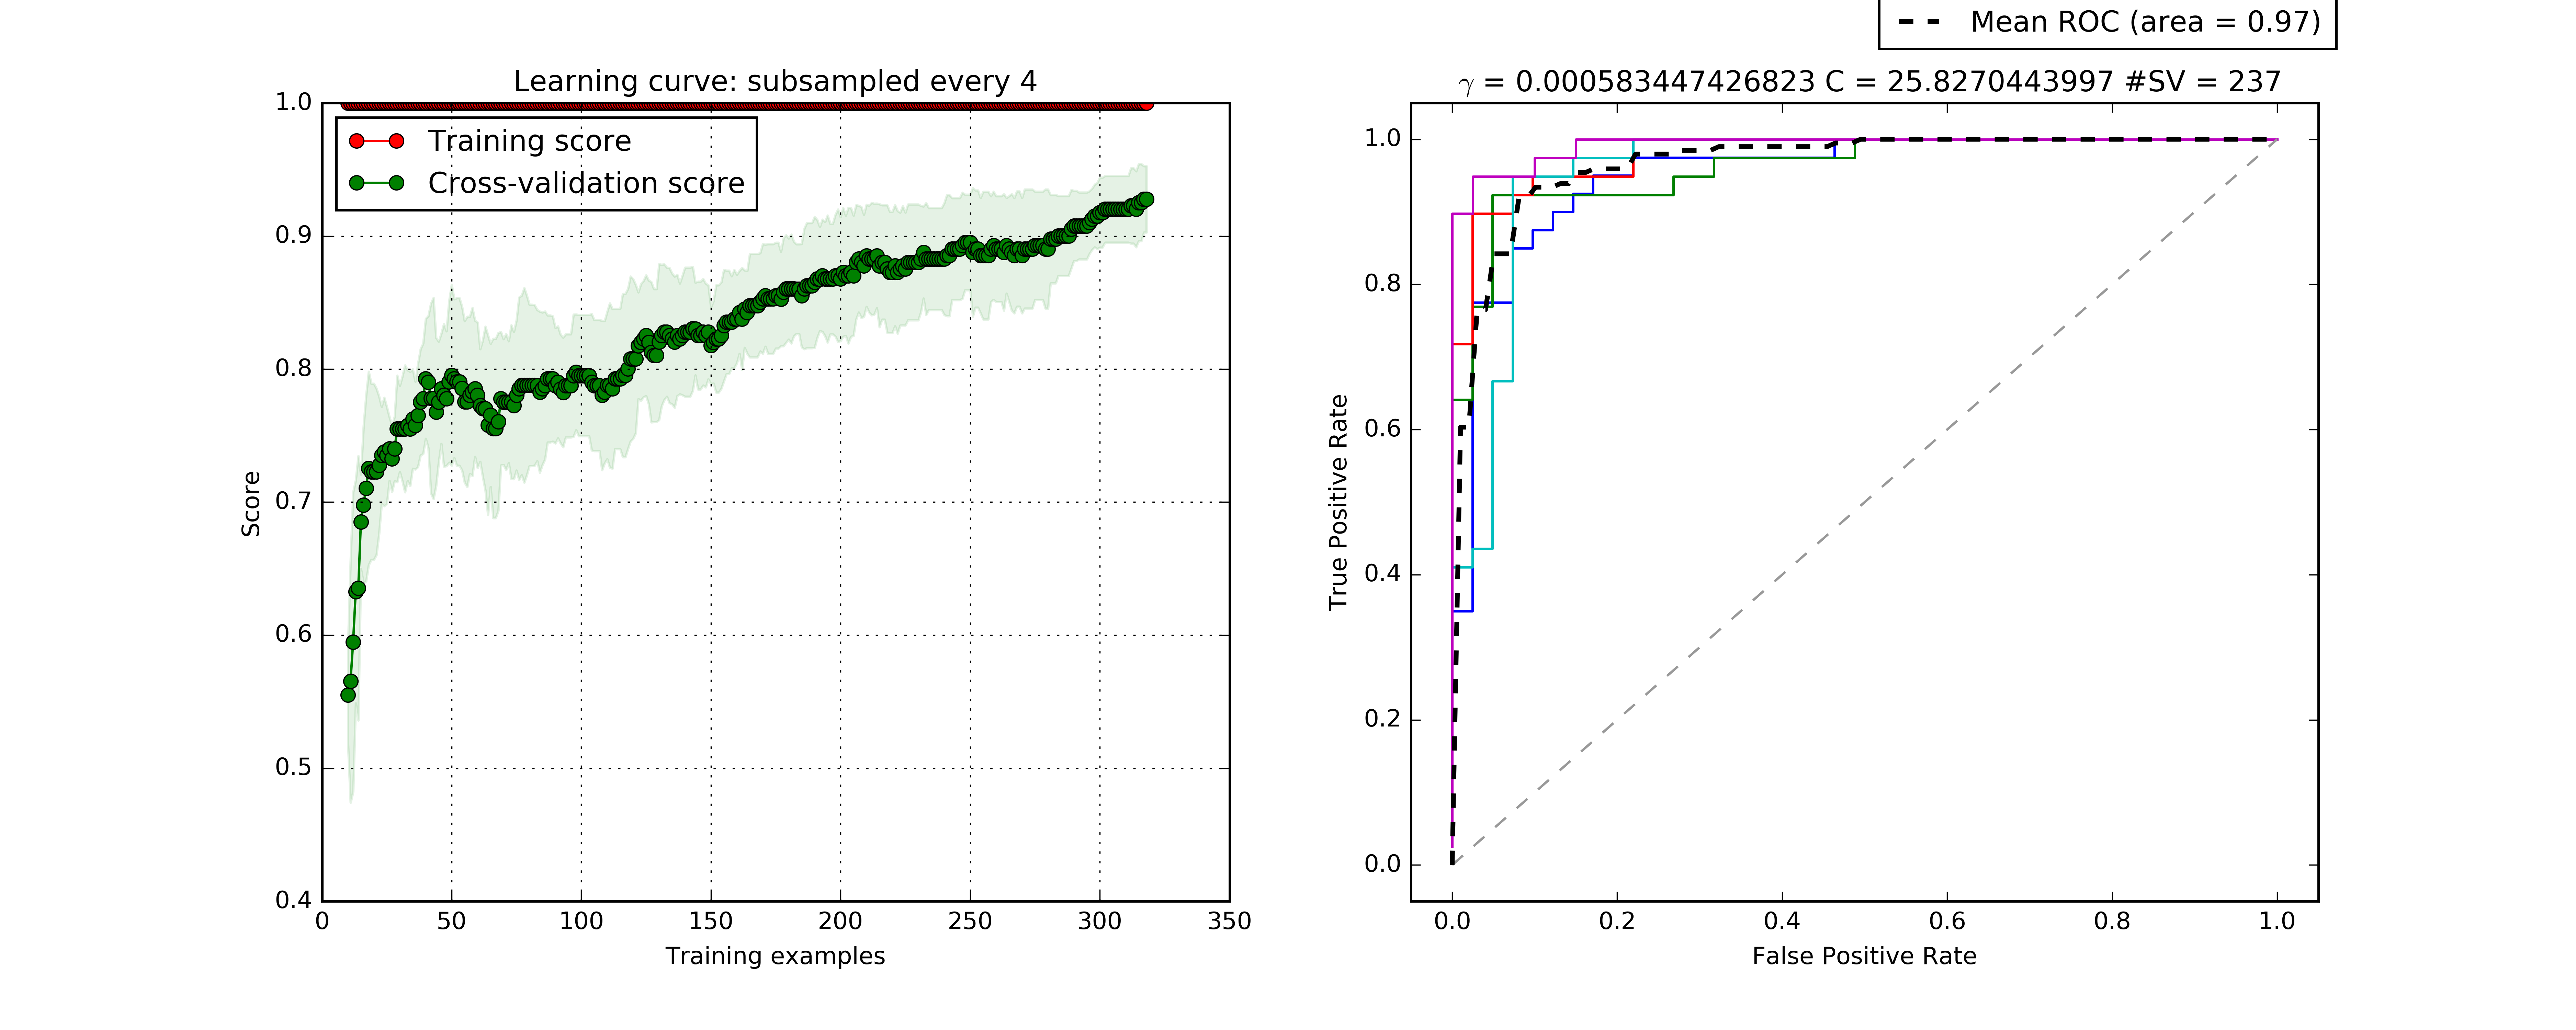 Mean ROC (area = 0.97)
Learning curve: subsampled every 4
γ = 0.000583447426823 C = 25.8270443997 #SV = 237
Training score
Cross-validation score
1.0
0.9
0.8
0.7
0.6
0.5
0.4
Score
0 50 100 150 200 250 300 350
Training examples
1.0
0.8
0.6
0.4
0.2
0.0
True Positive Rate
0.0 0.2 0.4 0.6 0.8 1.0
False Positive Rate